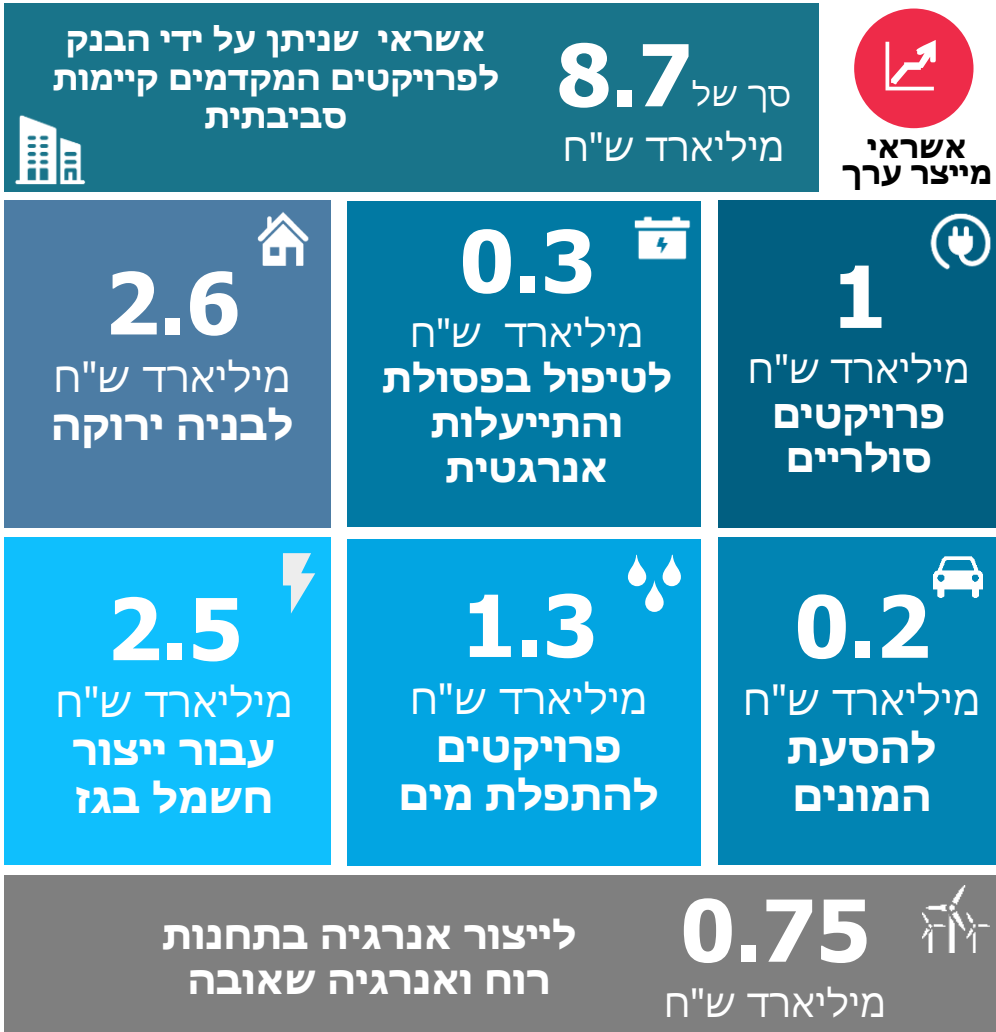 אשראי
מייצר ערך
סך של 8.7
מיליארד ש"ח
אשראי שניתן על ידי הבנק
לפרויקטים המקדמים קיימות
סביבתית
1
מיליארד ש"ח
פרויקטים
סולריים
0.3
מיליארד ש"ח
לטיפול בפסולת
והתייעלות
אנרגטית
2.6
מיליארד ש"ח
לבניה ירוקה
0.2
מיליארד ש"ח
להסעת
המונים
1.3
מיליארד ש"ח
פרויקטים
להתפלת מים
2.5
מיליארד ש"ח
עבור ייצור
חשמל בגז
0.75
מיליארד ש"ח
לייצור אנרגיה בתחנות
רוח ואנרגיה שאובה